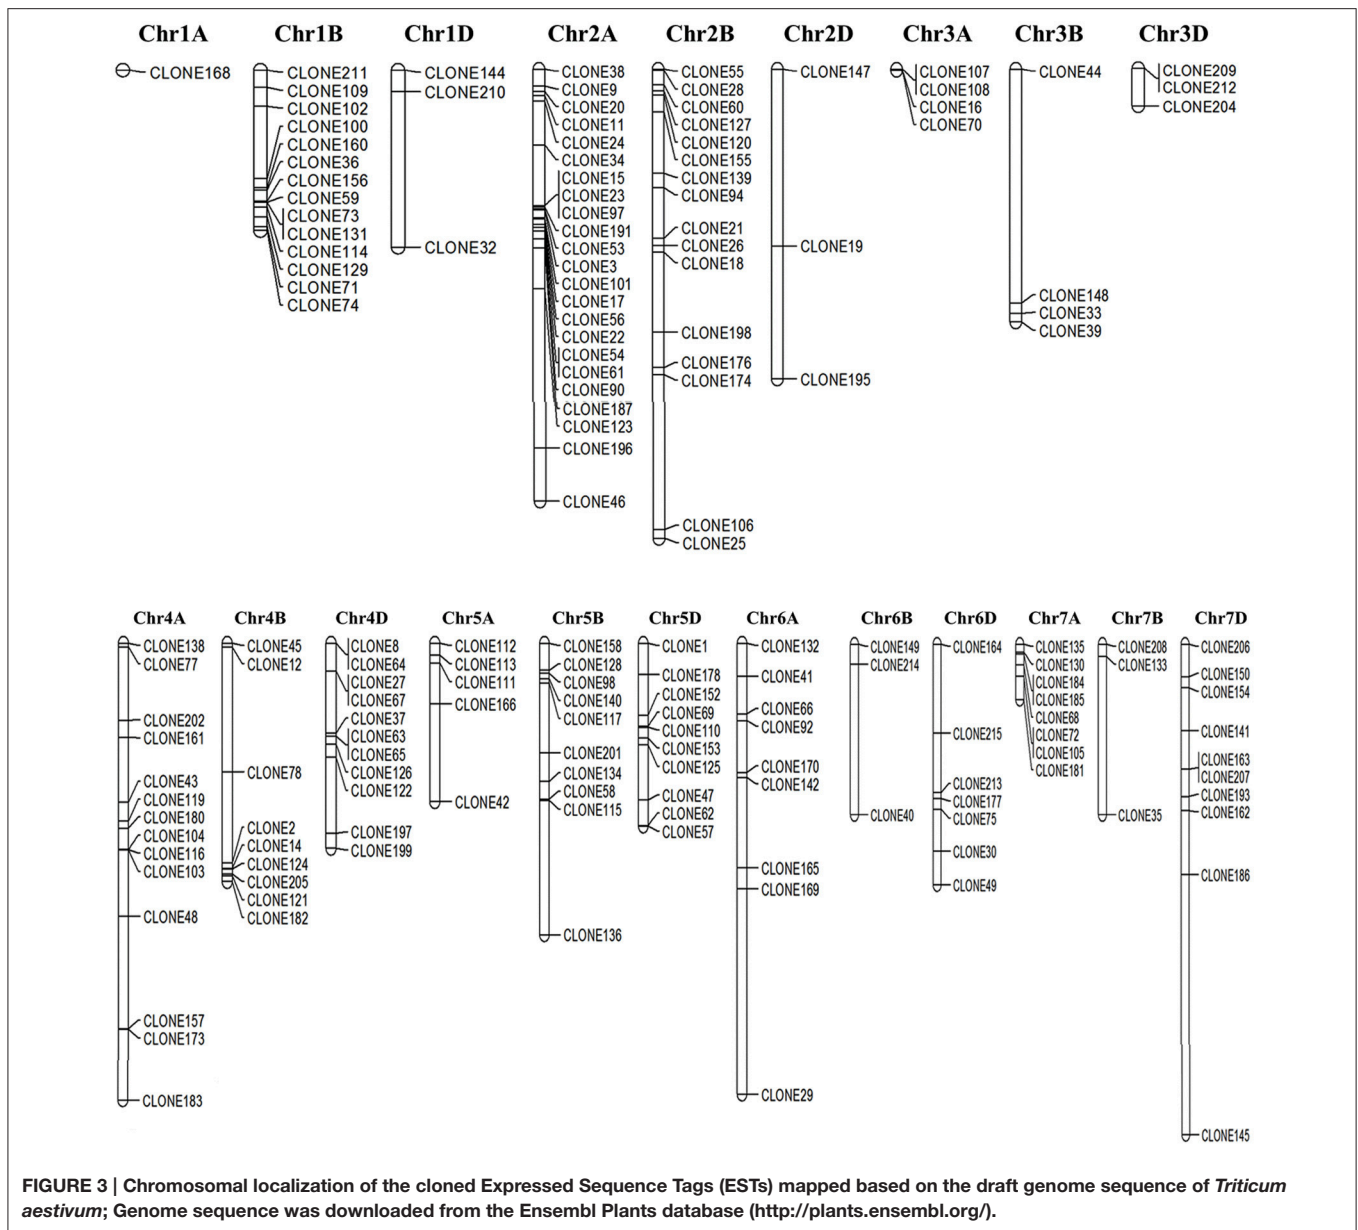 Chr1A
CLONE168
Chr1B
CLONE211
CLONE109
CLONE102
CLONE100
CLONE160
CLONE36
CLONE156
CLONE59
CLONE73
CLONE131
CLONE114
CLONE129
CLONE71
CLONE74
Chr1D
CLONE144
CLONE210
CLONE32
Chr2A
CLONE38
CLONE9
CLONE20
CLONE11
CLONE24
CLONE34
CLONE15
CLONE23
CLONE97
CLONE191
CLONE53
CLONE3
CLONE101
CLONE17
CLONE56
CLONE22
CLONE54
CLONE61
CLONE90
CLONE187
CLONE123
CLONE196
CLONE46
Chr2B
CLONE55
CLONE28
CLONE60
CLONE127
CLONE120
CLONE155
CLONE139
CLONE94
CLONE21
CLONE26
CLONE18
CLONE198
CLONE176
CLONE174
CLONE106
CLONE25
Chr2D
CLONE147
CLONE19
CLONE195
Chr3A
CLONE107
CLONE108
CLONE16
CLONE70
Chr3B
CLONE44
CLONE148
CLONE33
CLONE39
Chr3D
CLONE209
CLONE212
CLONE204
Chr4A
CLONE138
CLONE77
CLONE202
CLONE161
CLONE43
CLONE119
CLONE180
CLONE104
CLONE116
CLONE103
CLONE48
CLONE157
CLONE173
CLONE183
Chr4B
CLONE45
CLONE12
CLONE78
CLONE2
CLONE14
CLONE124
CLONE205
CLONE121
CLONE182
Chr4D
CLONE8
CLONE64
CLONE27
CLONE67
CLONE37
CLONE63
CLONE65
CLONE126
CLONE122
CLONE197
CLONE199
Chr5A
CLONE112
CLONE113
CLONE111
CLONE166
CLONE42
Chr5B
CLONE158
CLONE128
CLONE98
CLONE140
CLONE117
CLONE201
CLONE134
CLONE58
CLONE115
CLONE136
Chr5D
CLONE1
CLONE178
CLONE152
CLONE69
CLONE110
CLONE153
CLONE125
CLONE47
CLONE62
CLONE57
Chr6A
CLONE132
CLONE41
CLONE66
CLONE92
CLONE170
CLONE142
CLONE165
CLONE169
CLONE29
Chr6B
CLONE149
CLONE214
CLONE40
Chr6D
CLONE164
CLONE215
CLONE213
CLONE177
CLONE75
CLONE30
CLONE49
Chr7A
CLONE135
CLONE130
CLONE184
CLONE185
CLONE68
CLONE72
CLONE105
CLONE181
Chr7B
CLONE208
CLONE133
CLONE35
Chr7D
CLONE206
CLONE150
CLONE154
CLONE141
CLONE163
CLONE207
CLONE193
CLONE162
CLONE186
CLONE145
FIGURE 3 | Chromosomal localization of the cloned Expressed Sequence Tags (ESTs) mapped based on the draft genome sequence of Triticum
aestivum; Genome sequence was downloaded from the Ensembl Plants database (http://plants.ensembl.org/).